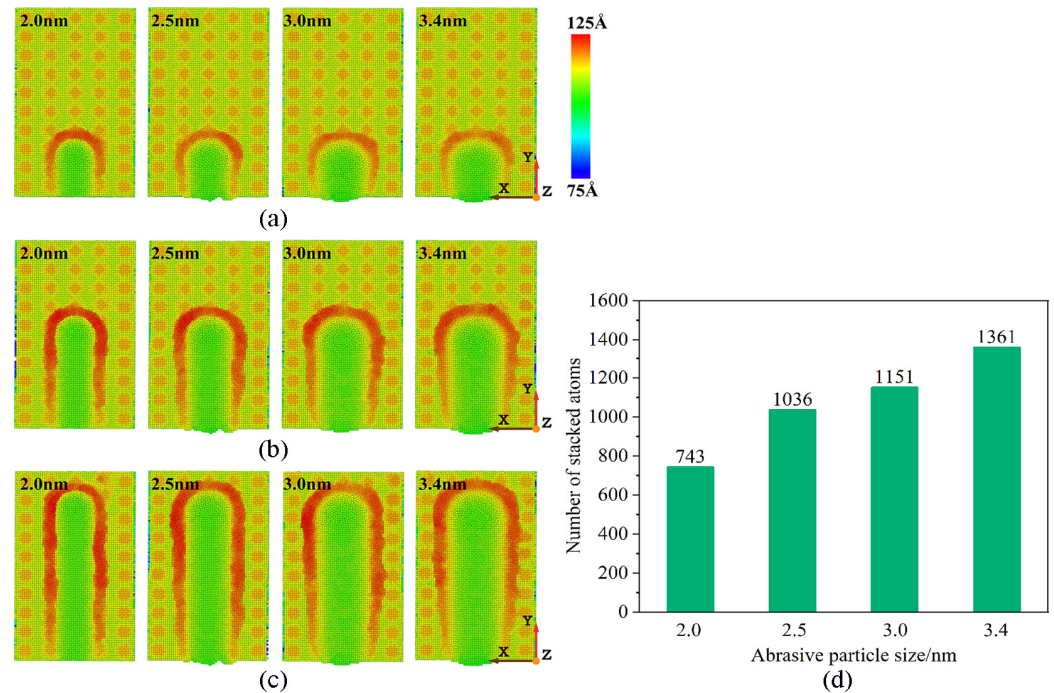 2.0nm 2.5nm 3.0nm 3.4nm
125Å
75Å
Y
X Z
(a)
2.0nm 2.5nm 3.0nm 3.4nm
Y
X Z
(b)
2.0nm 2.5nm 3.0nm 3.4nm
Y
X Z
(c)
Number of stacked atoms
1600
1400
1200
1000
800
600
400
200
0
743
1036
1151
1361
2.0 2.5 3.0 3.4
Abrasive particle size/nm
(d)